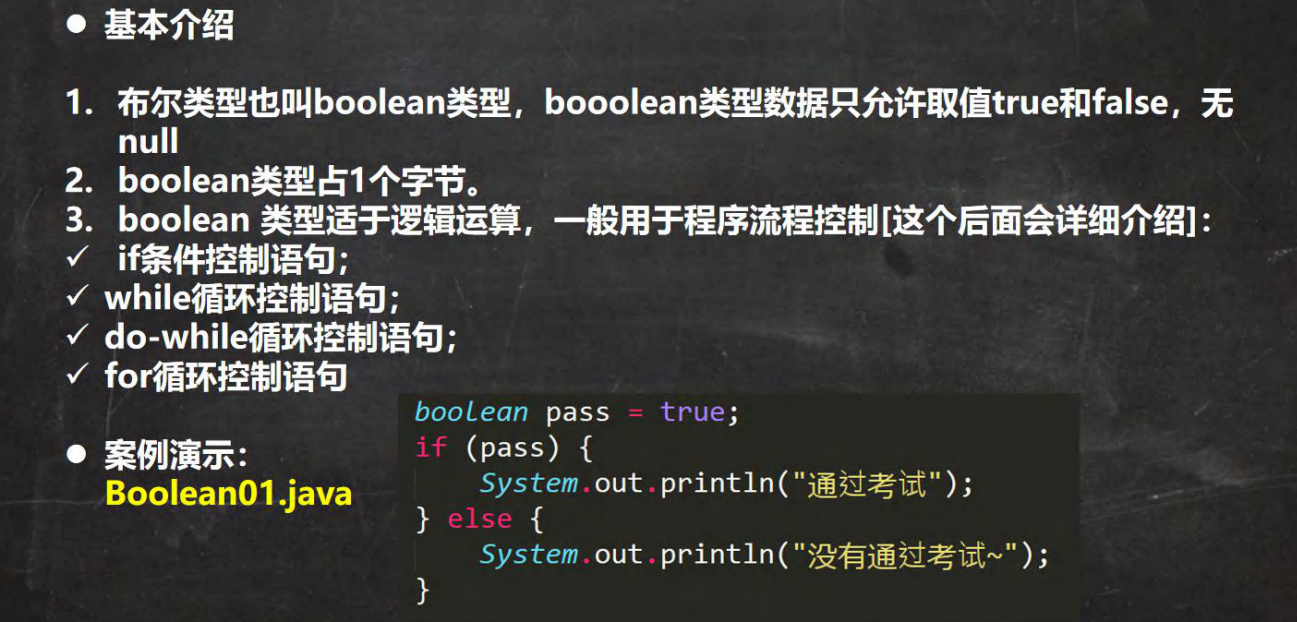 ● 基本介绍
1. 布尔类型也叫boolean类型，booolean类型数据只允许取值true和false，无
null
2. boolean类型占1个字节。
3. boolean 类型适于逻辑运算，一般用于程序流程控制[这个后面会详细介绍]：
✓ if条件控制语句；
✓ while循环控制语句；
✓ do-while循环控制语句；
✓ for循环控制语句
● 案例演示：
Boolean01.java
boolean pass = true;
if (pass) {
    System.out.println("通过考试");
} else {
    System.out.println("没有通过考试~");
}